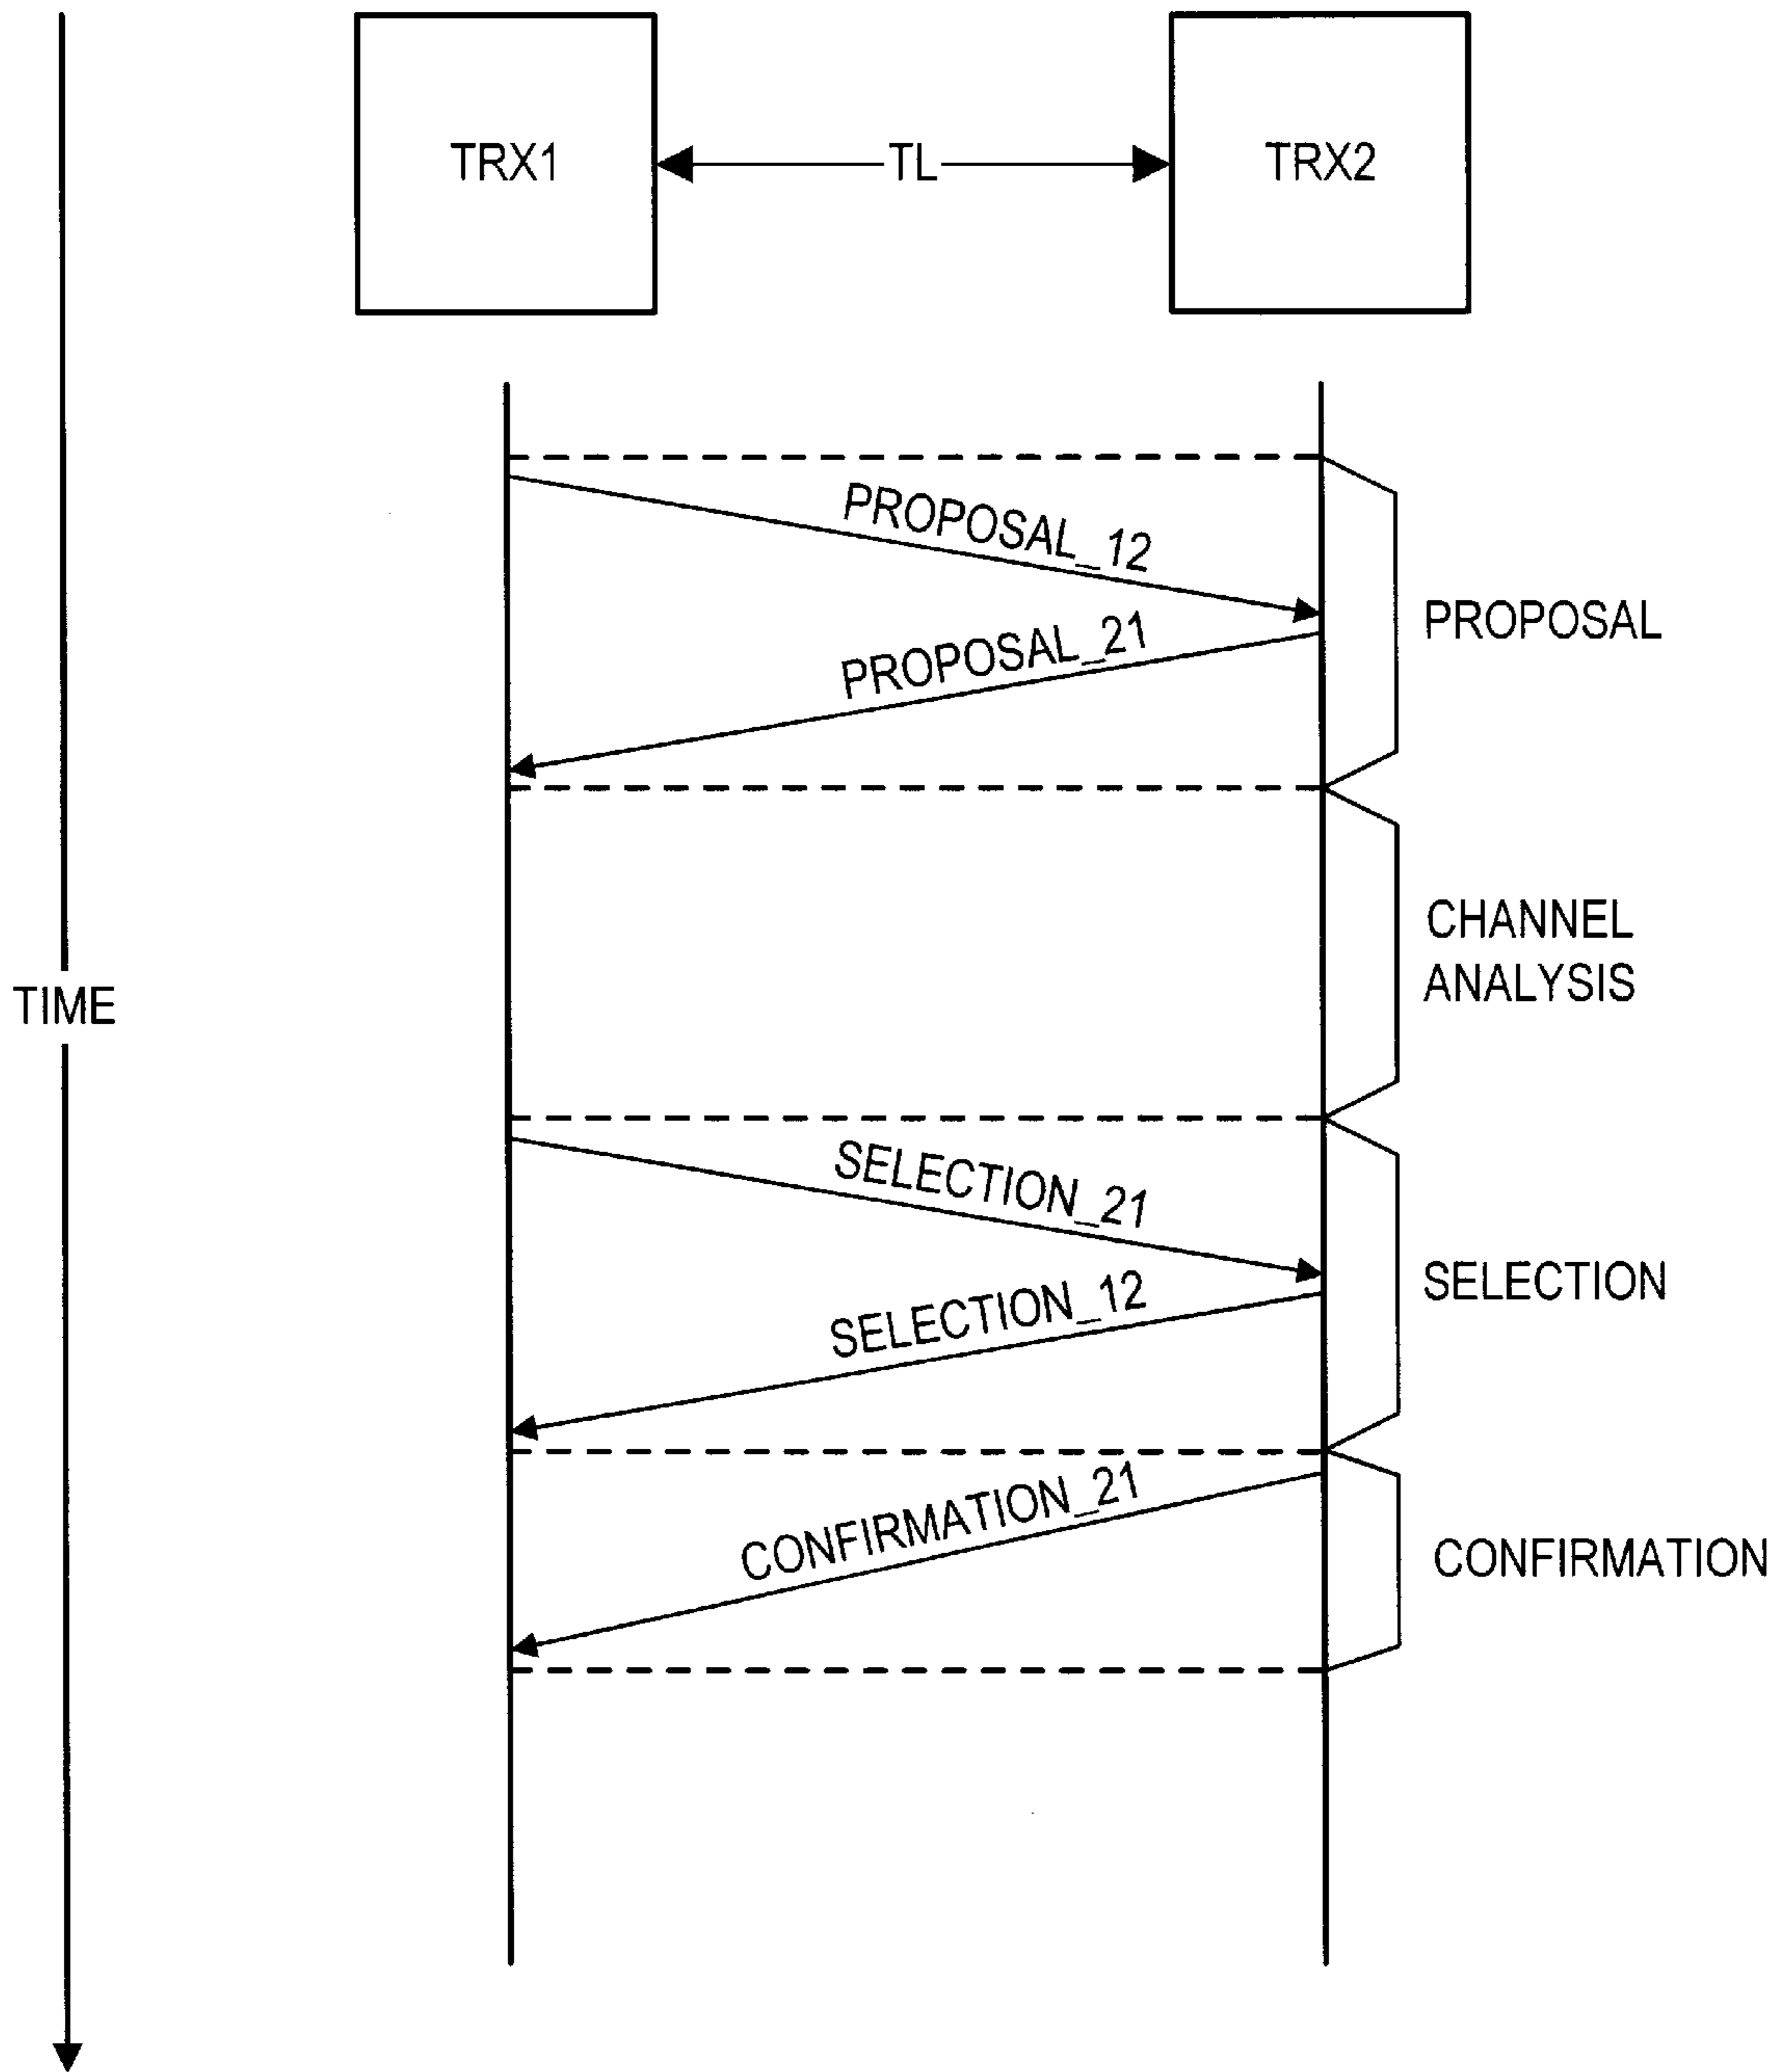 TRX1
TL
TRX2
PROPOSAL_12
PROPOSAL_21
PROPOSAL
CHANNEL
ANALYSIS
TIME
SELECTION_21
SELECTION_12
SELECTION
CONFIRMATION_21
CONFIRMATION